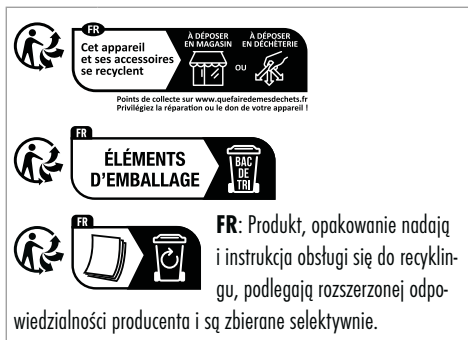 FR
Cet appareil
et ses accessoires
se recyclent
À DÉPOSER
EN MAGASIN
OU
À DÉPOSER
EN DÉCHÈTERIE
Points de collecte sur www.quefairedemesdechets.fr
Privilégiez la réparation ou le don de votre appareil !
FR
ÉLÉMENTS
D'EMBALLAGE
BAC
DE
TRI
FR
FR: Produkt, opakowanie nadają
i instrukcja obsługi się do recyklin-
gu, podlegają rozszerzonej odpo-
wiedzialności producenta i są zbierane selektywnie.